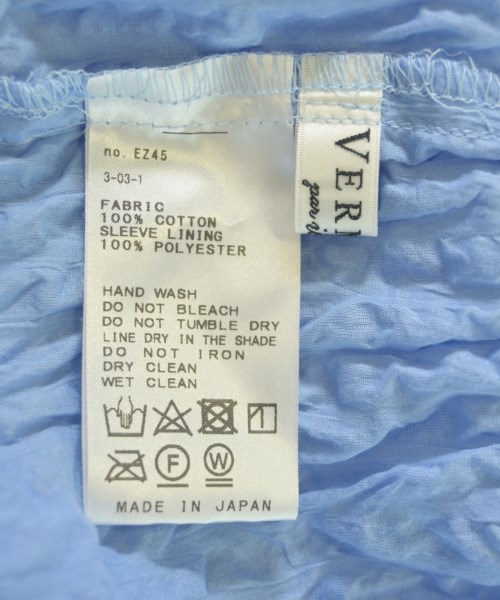 no. EZ45
3-03-1
FABRIC
100% COTTON
SLEEVE LINING
100% POLYESTER
HAND WASH
DO NOT BLEACH
DO NOT TUMBLE DRY
LINE DRY IN THE SHADE
DO NOT IRON
DRY CLEAN
WET CLEAN
F W
MADE IN JAPAN
VER
par